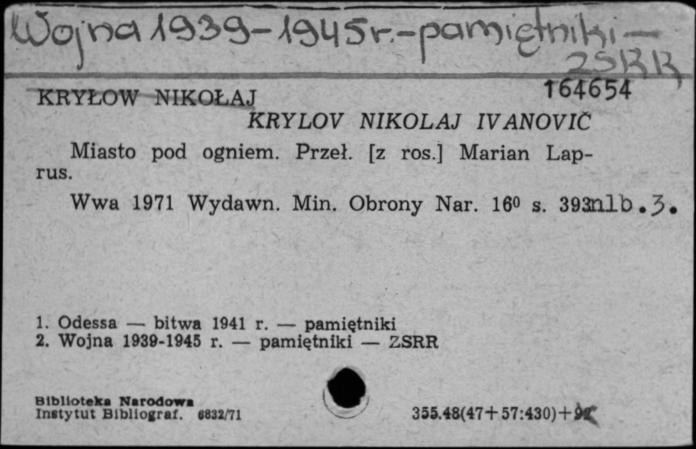 Wojna 1939-1945r.-pamiętniki-
ZSRR
KRYŁOW NIKOŁAJ
164654
KRYLOV NIKOLAJ IVANOVIČ
Miasto pod ogniem. Przeł. [z ros.] Marian Lap-
rus.
Wwa 1971 Wydawn. Min. Obrony Nar. 16⁰ s. 393nlb.3.
1. Odessa — bitwa 1941 r. — pamiętniki
2. Wojna 1939-1945 r. — pamiętniki — ZSRR
Biblioteka Narodowa
Instytut Bibliograf. 6832/71
355.48(47+57:430)+